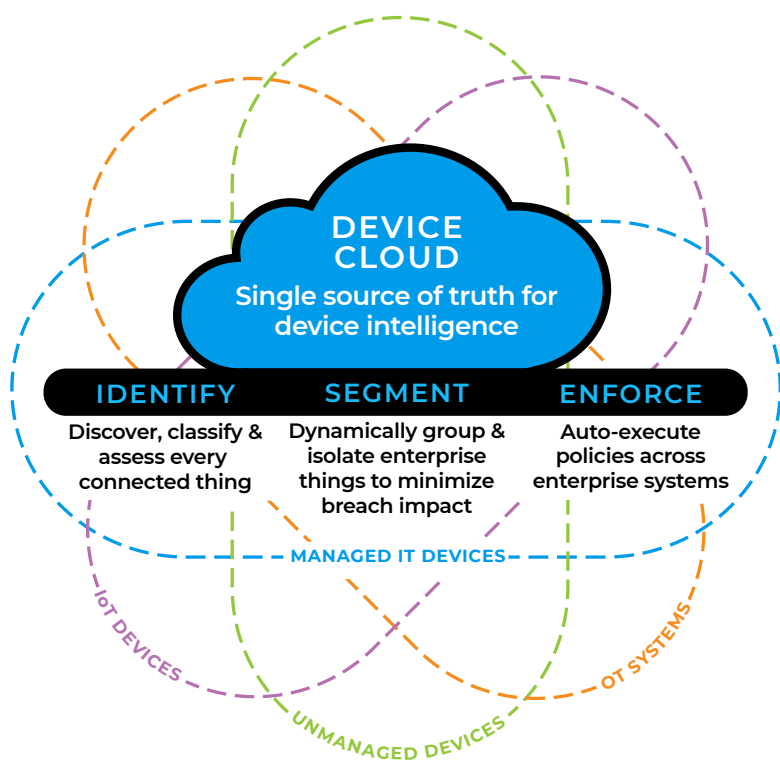 DEVICE
CLOUD
Single source of truth for
device intelligence
IDENTIFY
SEGMENT
ENFORCE
Discover, classify &
assess every
connected thing
Dynamically group &
isolate enterprise
things to minimize
breach impact
Auto-execute
policies across
enterprise systems
MANAGED IT DEVICES
IoT DEVICES
OT SYSTEMS
UNMANAGED DEVICES